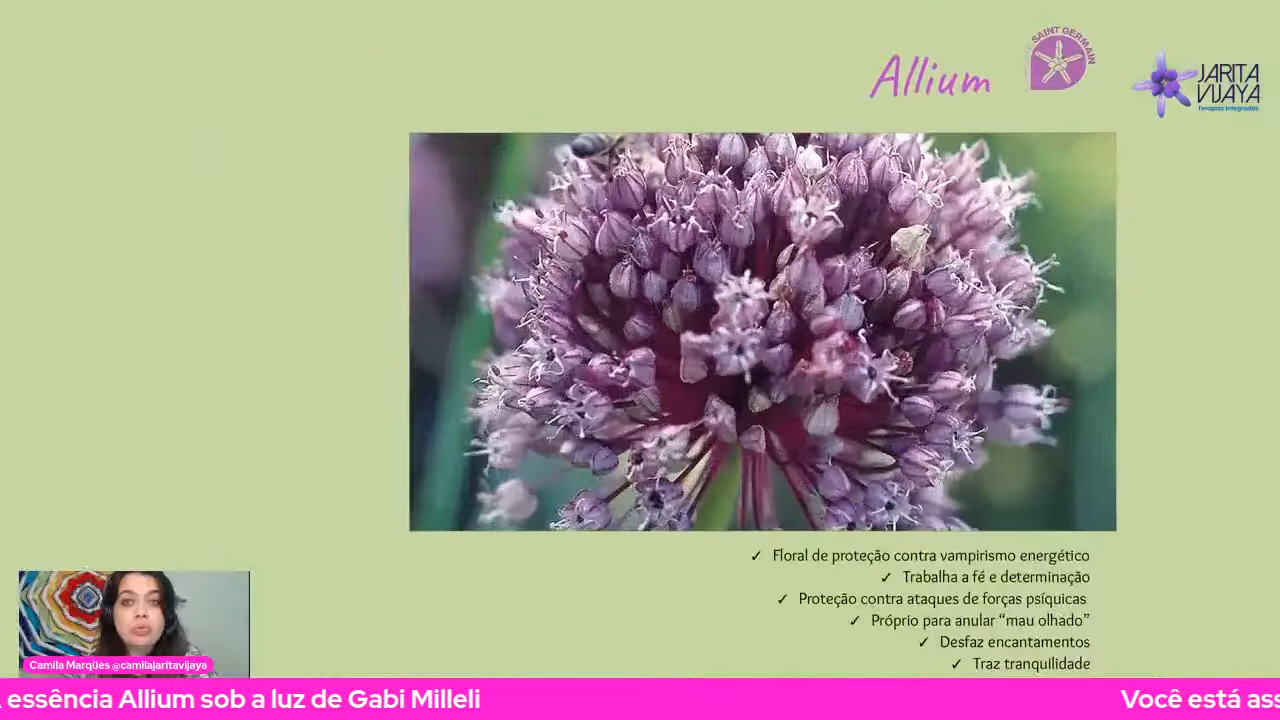 Allium
SAINT GERMAIN
JARITA
VIJAYA
Terapias Integradas
✓ Floral de proteção contra vampirismo energético
✓ Trabalha a fé e determinação
✓ Proteção contra ataques de forças psíquicas
✓ Próprio para anular “mau olhado”
✓ Desfaz encantamentos
✓ Traz tranquilidade
Camila Marqües @camilajaritavijaya
essência Allium sob a luz de Gabi Milleli
Você está ass